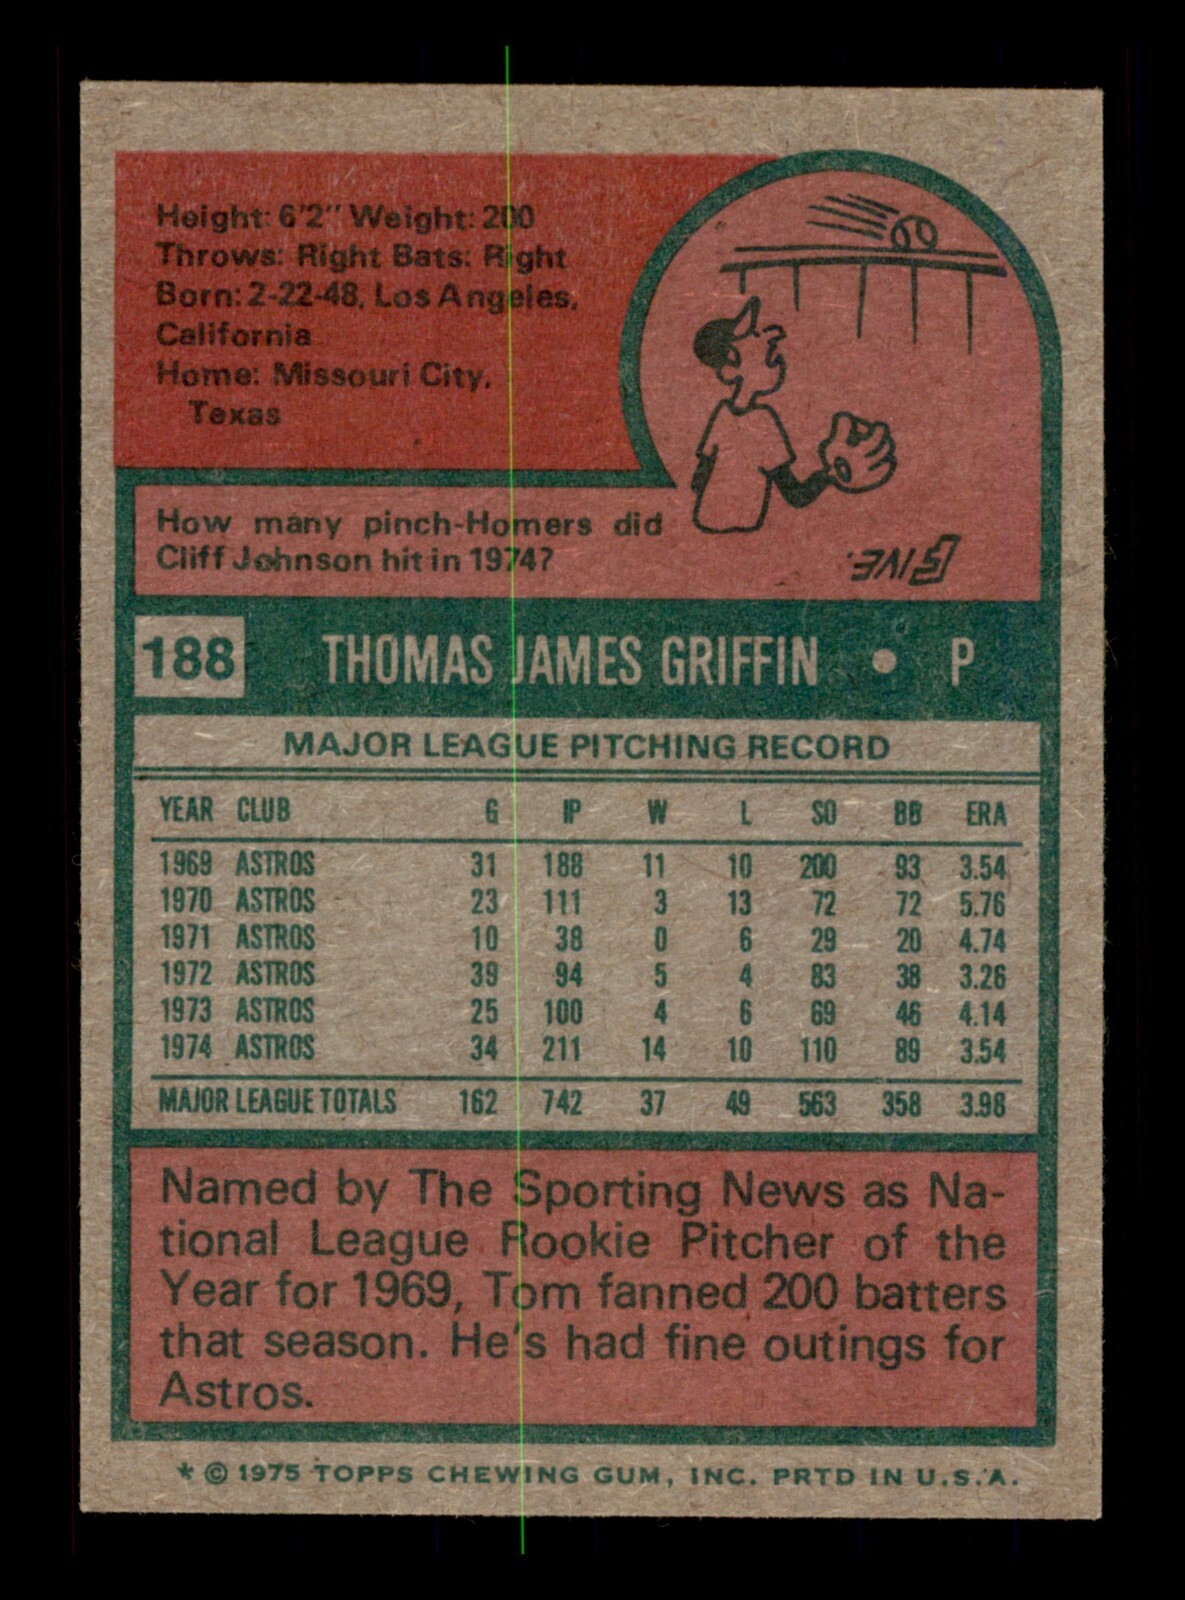 Height: 6'2" Weight: 200
Throws: Right Bats: Right
Born: 2-22-48, Los Angeles,
California
Home: Missouri City,
Texas
How many pinch-Homers did
Cliff Johnson hit in 1974?
FIVE.
188 THOMAS JAMES GRIFFIN • P
MAJOR LEAGUE PITCHING RECORD
YEAR CLUB G IP W L SO BB ERA
1969 ASTROS 31 188 11 10 200 93 3.54
1970 ASTROS 23 111 3 13 72 72 5.76
1971 ASTROS 10 38 0 6 29 20 4.74
1972 ASTROS 39 94 5 4 83 38 3.26
1973 ASTROS 25 100 4 6 69 46 4.14
1974 ASTROS 34 211 14 10 110 89 3.54
MAJOR LEAGUE TOTALS 162 742 37 49 563 358 3.98
Named by The Sporting News as Na-
tional League Rookie Pitcher of the
Year for 1969, Tom fanned 200 batters
that season. He's had fine outings for
Astros.
* © 1975 TOPPS CHEWING GUM, INC. PRTD IN U.S.A.